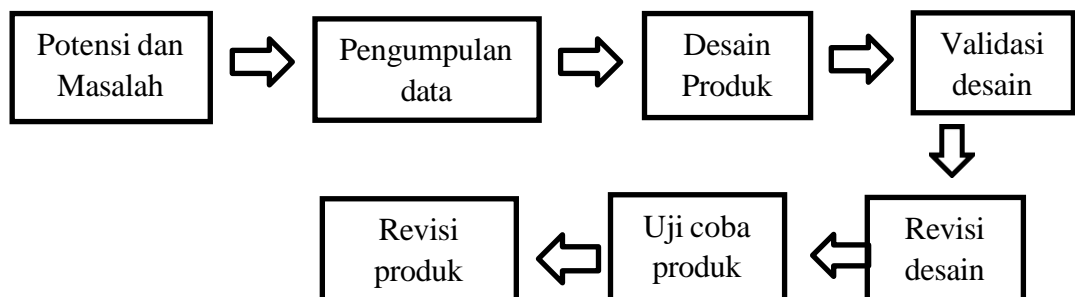 Potensi dan
Masalah
Pengumpulan
data
Desain
Produk
Validasi
desain
Revisi
desain
Uji coba
produk
Revisi
produk